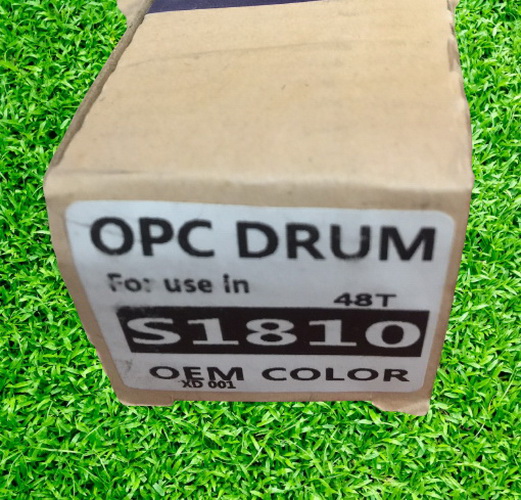 OPC DRUM
For use in
48T
S1810
OEM COLOR
XD 001